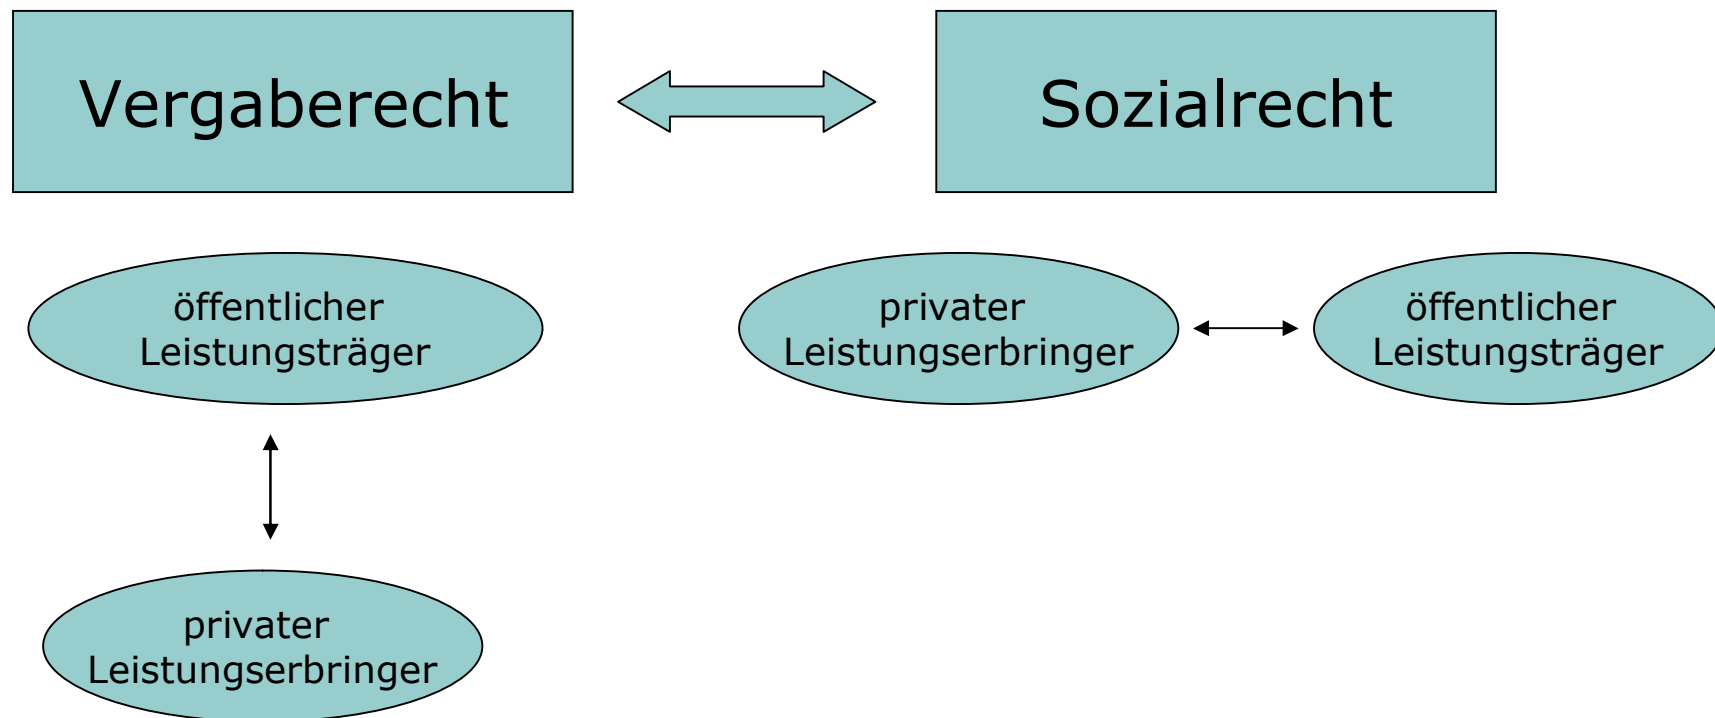 Vergaberecht
Sozialrecht
öffentlicher
Leistungsträger
privater
Leistungserbringer
öffentlicher
Leistungsträger
privater
Leistungserbringer